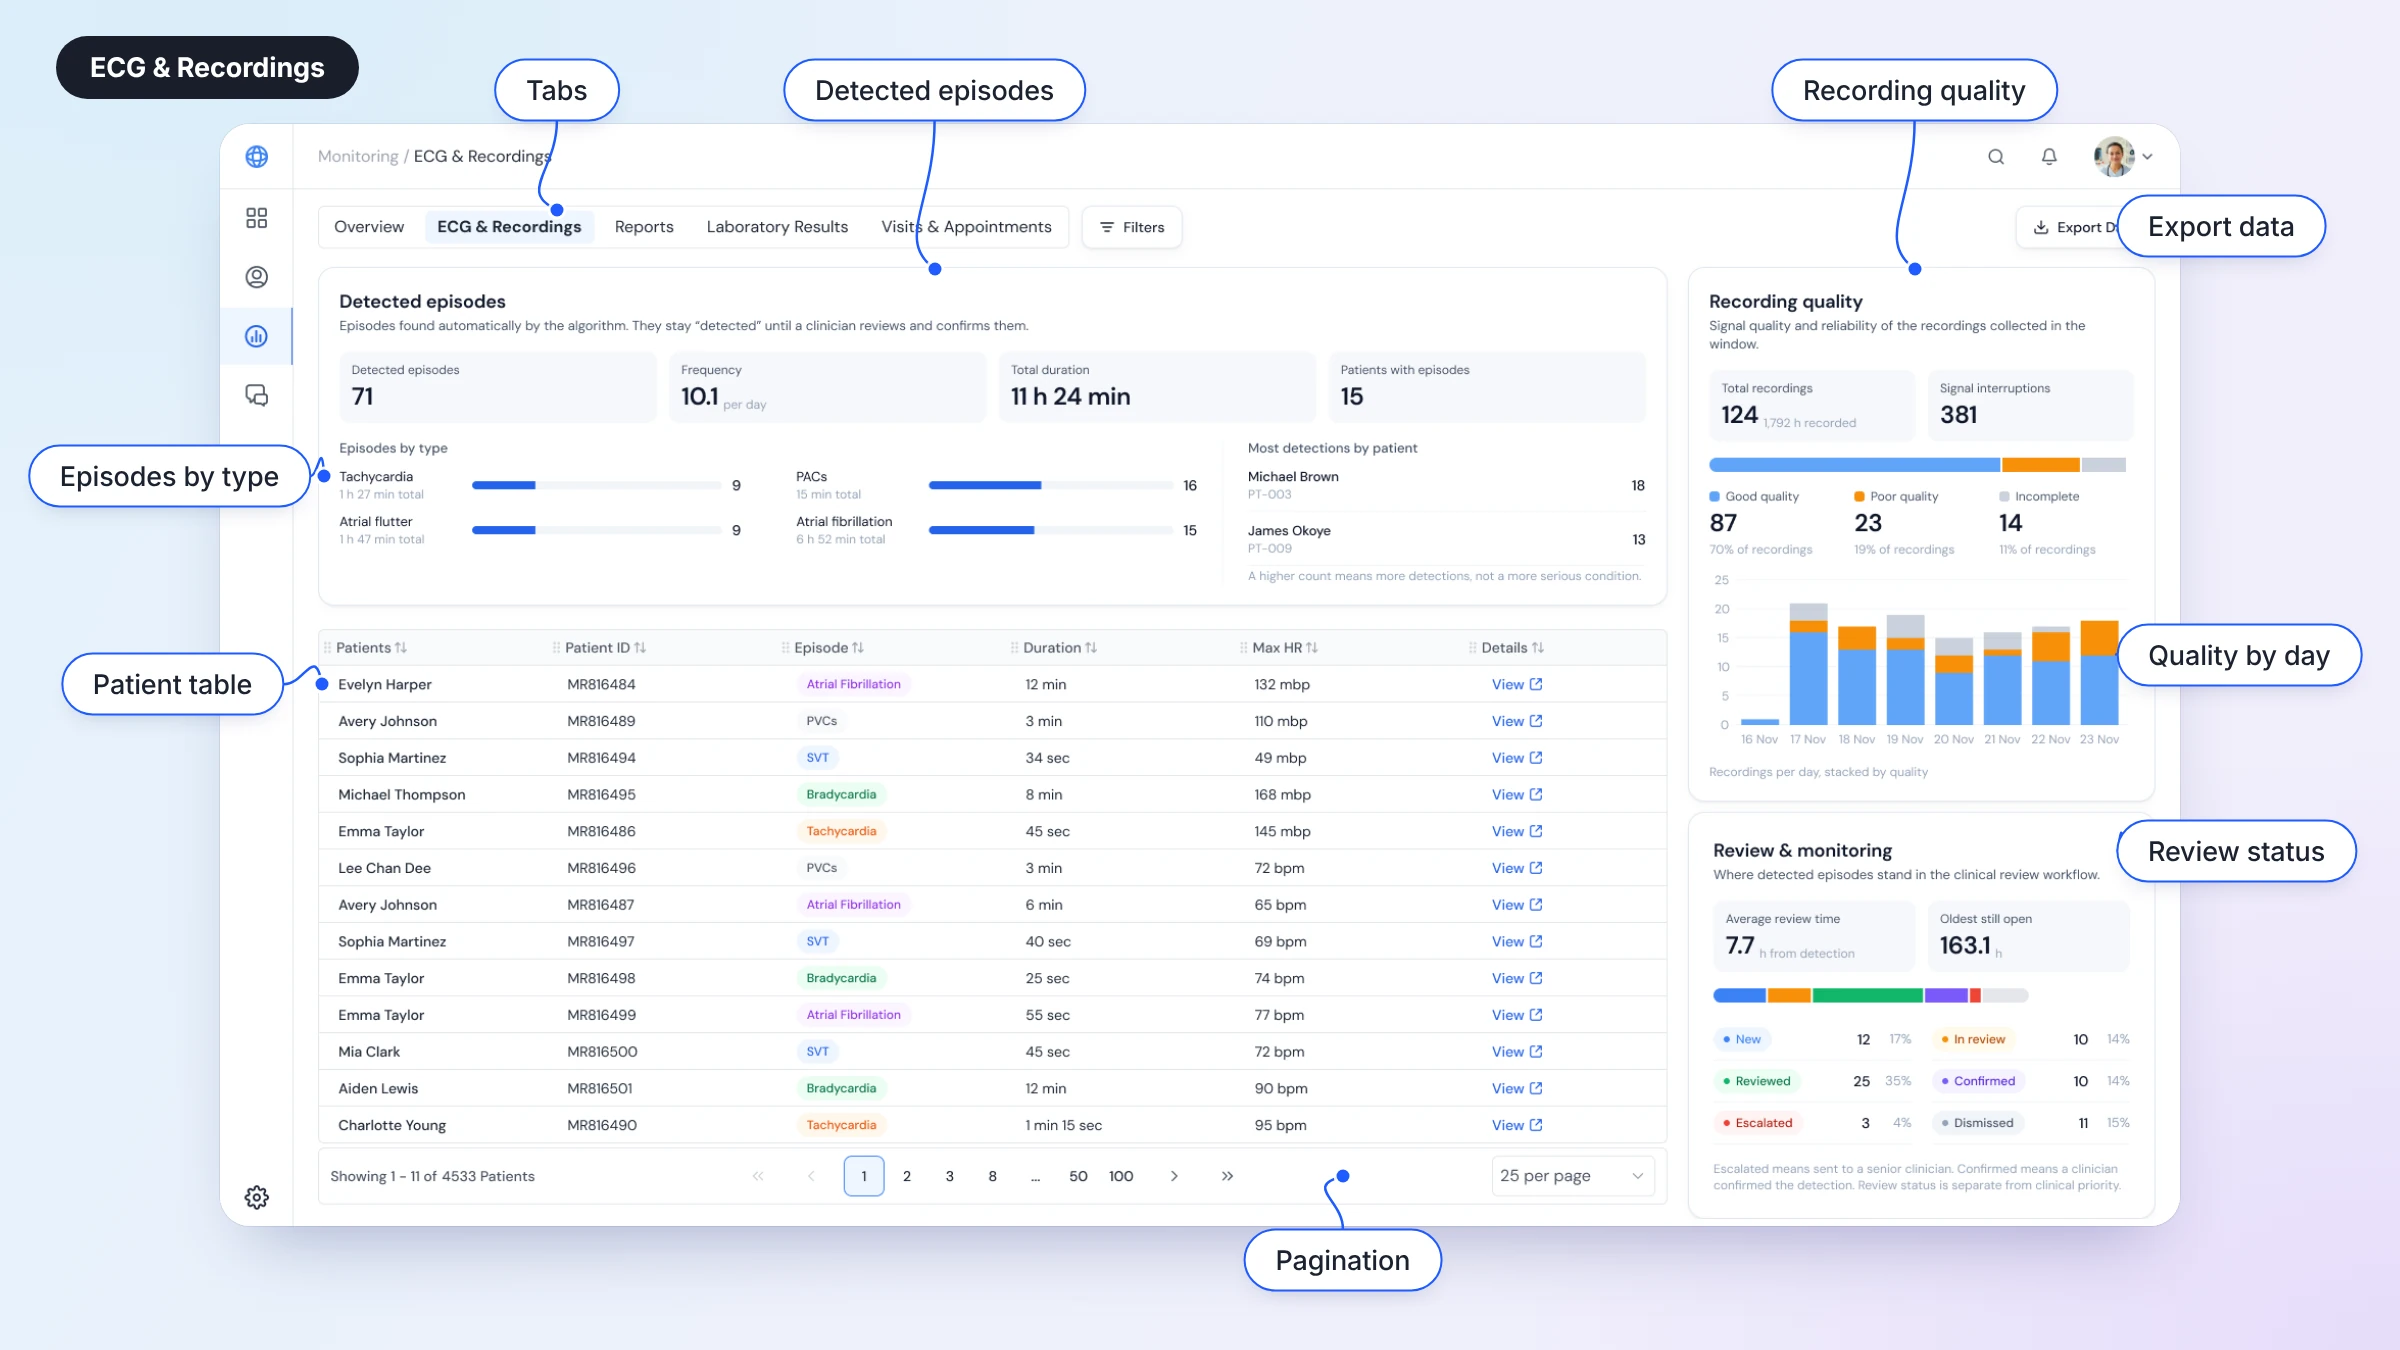 ECG & Recordings
Tabs
Detected episodes
Recording quality
Monitoring / ECG & Recordings
Overview
ECG & Recordings
Reports
Laboratory Results
Visits & Appointments
Filters
Export D
Export data
Detected episodes
Episodes found automatically by the algorithm. They stay “detected” until a clinician reviews and confirms them.
Detected episodes
71
Frequency
10.1 per day
Total duration
11 h 24 min
Patients with episodes
15
Episodes by type
Episodes by type
Tachycardia
1 h 27 min total
9
PACs
15 min total
16
Atrial flutter
1 h 47 min total
9
Atrial fibrillation
6 h 52 min total
15
Most detections by patient
Michael Brown
PT-003
18
James Okoye
PT-009
13
A higher count means more detections, not a more serious condition.
Recording quality
Signal quality and reliability of the recordings collected in the
window.
Total recordings
124 1,792 h recorded
Signal interruptions
381
Good quality
87
70% of recordings
Poor quality
23
19% of recordings
Incomplete
14
11% of recordings
25
20
15
10
5
0
16 Nov 17 Nov 18 Nov 19 Nov 20 Nov 21 Nov 22 Nov 23 Nov
Recordings per day, stacked by quality
Quality by day
Patient table
Patients Patient ID Episode Duration Max HR Details
Evelyn Harper MR816484 Atrial Fibrillation 12 min 132 mbp View
Avery Johnson MR816489 PVCs 3 min 110 mbp View
Sophia Martinez MR816494 SVT 34 sec 49 mbp View
Michael Thompson MR816495 Bradycardia 8 min 168 mbp View
Emma Taylor MR816486 Tachycardia 45 sec 145 mbp View
Lee Chan Dee MR816496 PVCs 3 min 72 bpm View
Avery Johnson MR816487 Atrial Fibrillation 6 min 65 bpm View
Sophia Martinez MR816497 SVT 40 sec 69 bpm View
Emma Taylor MR816498 Bradycardia 25 sec 74 bpm View
Emma Taylor MR816499 Atrial Fibrillation 55 sec 77 bpm View
Mia Clark MR816500 SVT 45 sec 72 bpm View
Aiden Lewis MR816501 Bradycardia 12 min 90 bpm View
Charlotte Young MR816490 Tachycardia 1 min 15 sec 95 bpm View
Showing 1 - 11 of 4533 Patients
1 2 3 8 ... 50 100
25 per page
Pagination
Review & monitoring
Where detected episodes stand in the clinical review workflow.
Review status
Average review time
7.7 h from detection
Oldest still open
163.1 h
New 12 17%
In review 10 14%
Reviewed 25 35%
Confirmed 10 14%
Escalated 3 4%
Dismissed 11 15%
Escalated means sent to a senior clinician. Confirmed means a clinician
confirmed the detection. Review status is separate from clinical priority.